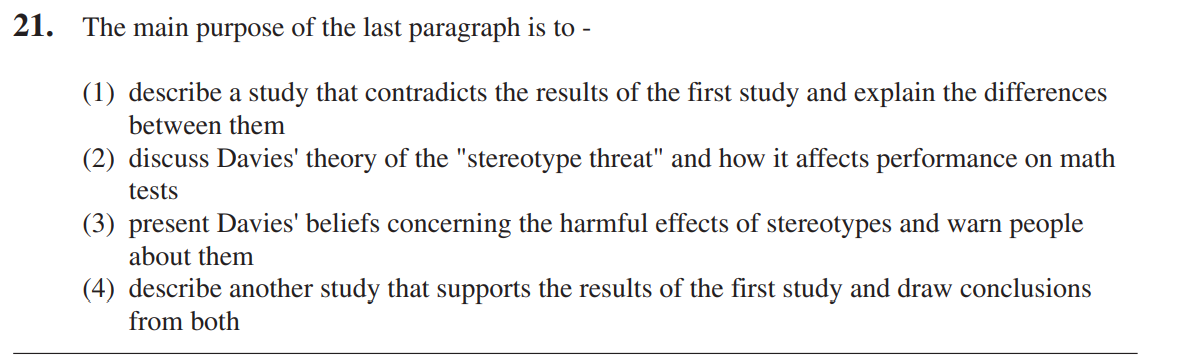 21. The main purpose of the last paragraph is to -
(1) describe a study that contradicts the results of the first study and explain the differences
between them
(2) discuss Davies' theory of the "stereotype threat" and how it affects performance on math
tests
(3) present Davies' beliefs concerning the harmful effects of stereotypes and warn people
about them
(4) describe another study that supports the results of the first study and draw conclusions
from both